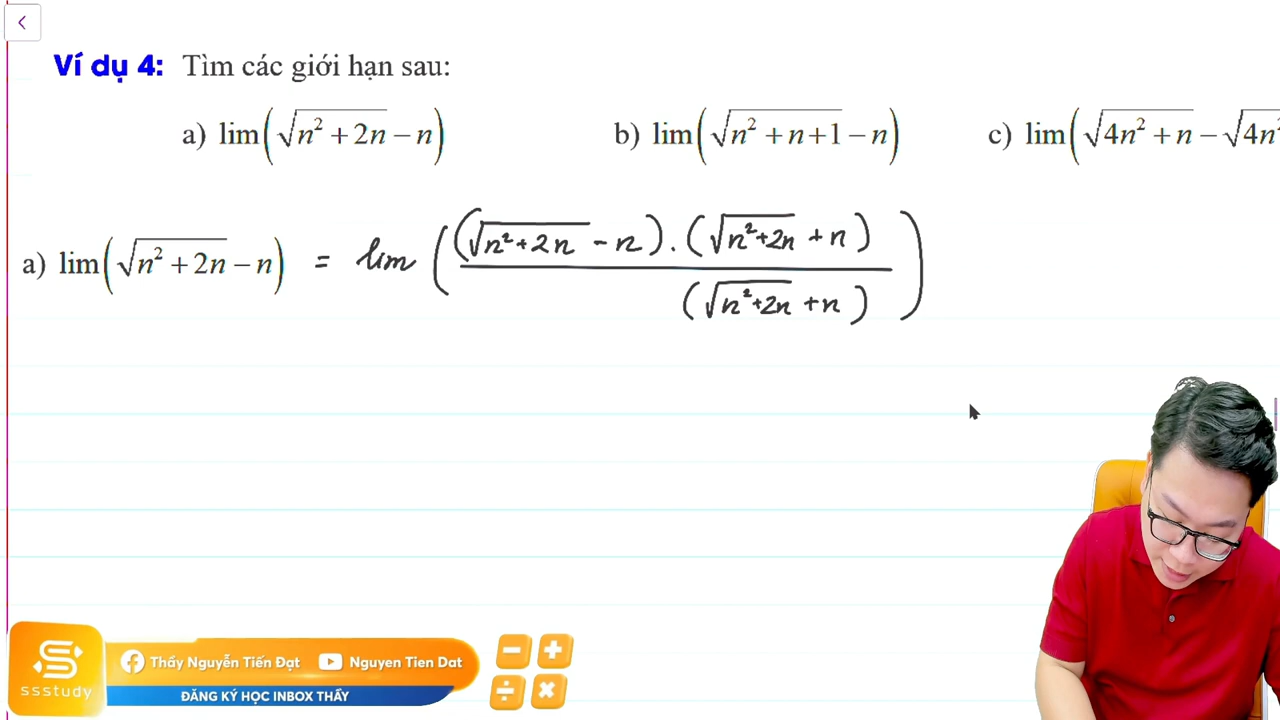 Ví dụ 4: Tìm các giới hạn sau:
a) lim(√(n² + 2n) − n) b) lim(√(n² + n + 1) − n) c) lim(√(4n² + n) − √(4n²
a) lim(√(n² + 2n) − n) = lim ( (√(n²+2n) − n) . (√(n²+2n) + n) / (√(n²+2n) + n) )
ssstudy
Thầy Nguyễn Tiến Đạt Nguyen Tien Dat
ĐĂNG KÝ HỌC INBOX THẦY